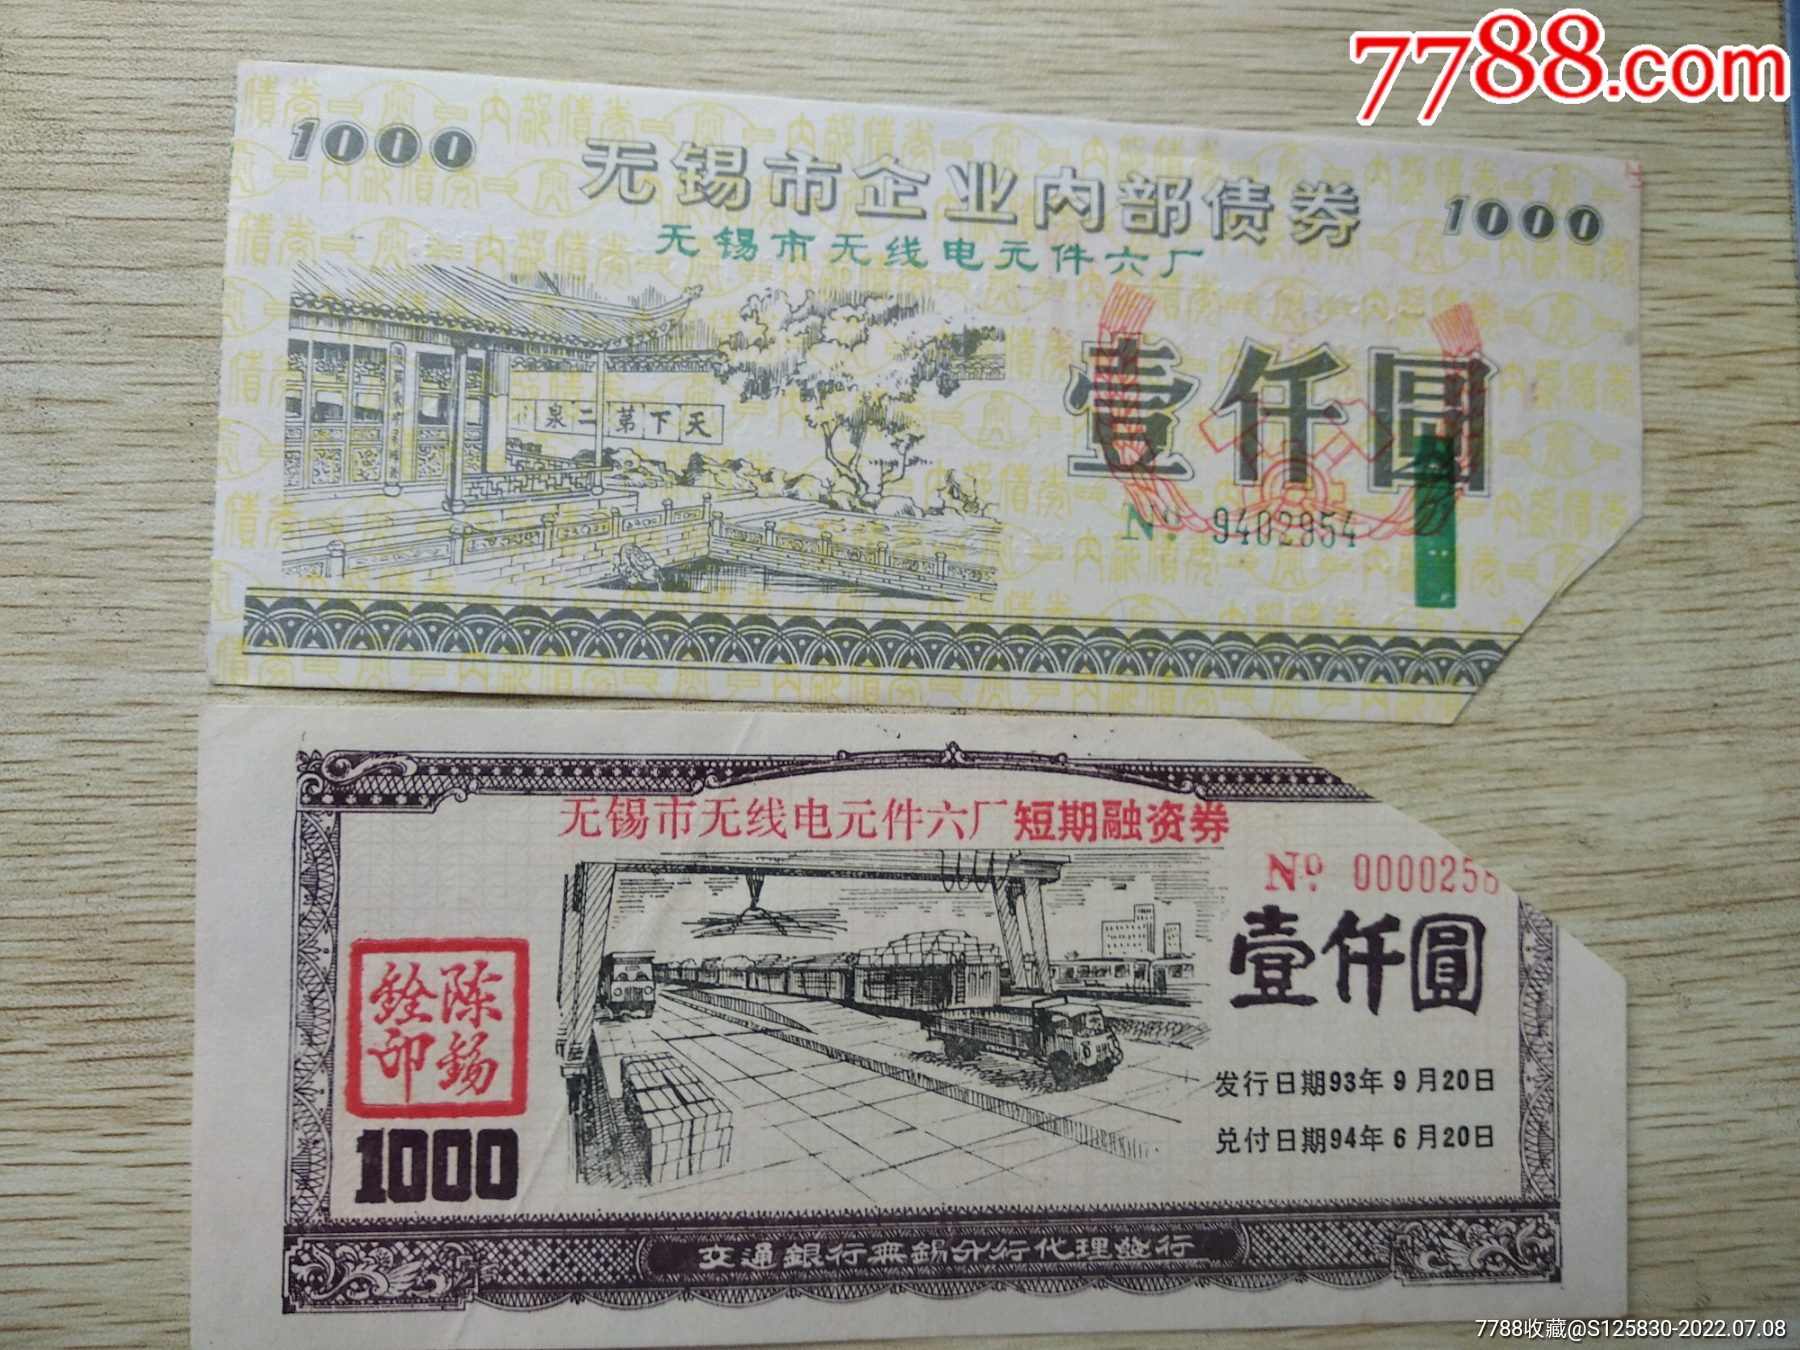 7788.com
1000
无锡市企业内部债券
1000
无锡市无线电元件六厂
天下第二泉
壹仟圆
№ 9402954
无锡市无线电元件六厂短期融资券
№ 000025
壹仟圓
陈锡
銓印
1000
发行日期93年9月20日
兑付日期94年6月20日
交通銀行無錫分行代理發行
7788收藏@S125830-2022.07.08